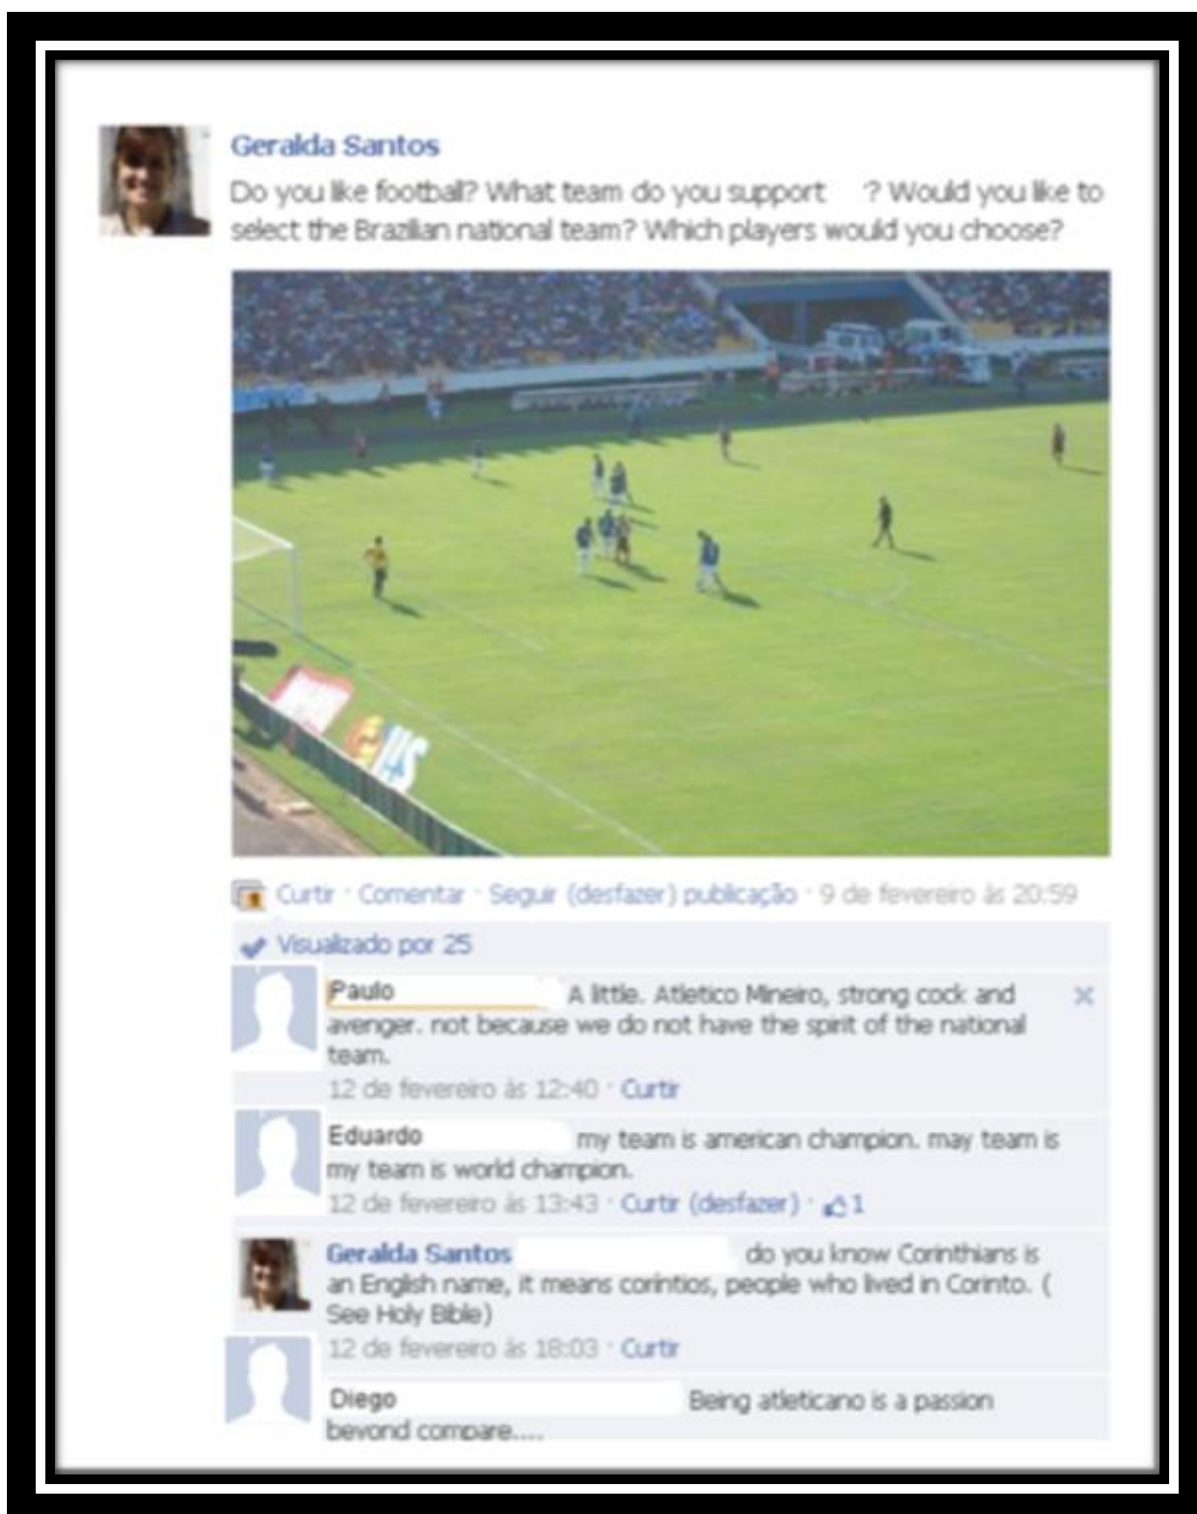 Geralda Santos
Do you like football? What team do you support ? Would you like to
select the Brazilian national team? Which players would you choose?
Curtir · Comentar · Seguir (desfazer) publicação · 9 de fevereiro às 20:59
Visualizado por 25
Paulo A little. Atletico Mineiro, strong cock and
avenger. not because we do not have the spirit of the national
team.
12 de fevereiro às 12:40 · Curtir
Eduardo my team is american champion. may team is
my team is world champion.
12 de fevereiro às 13:43 · Curtir (desfazer) · 1
Geralda Santos do you know Corinthians is
an English name, it means coríntios, people who lived in Corinto. (
See Holy Bible)
12 de fevereiro às 18:03 · Curtir
Diego Being atleticano is a passion
beyond compare....